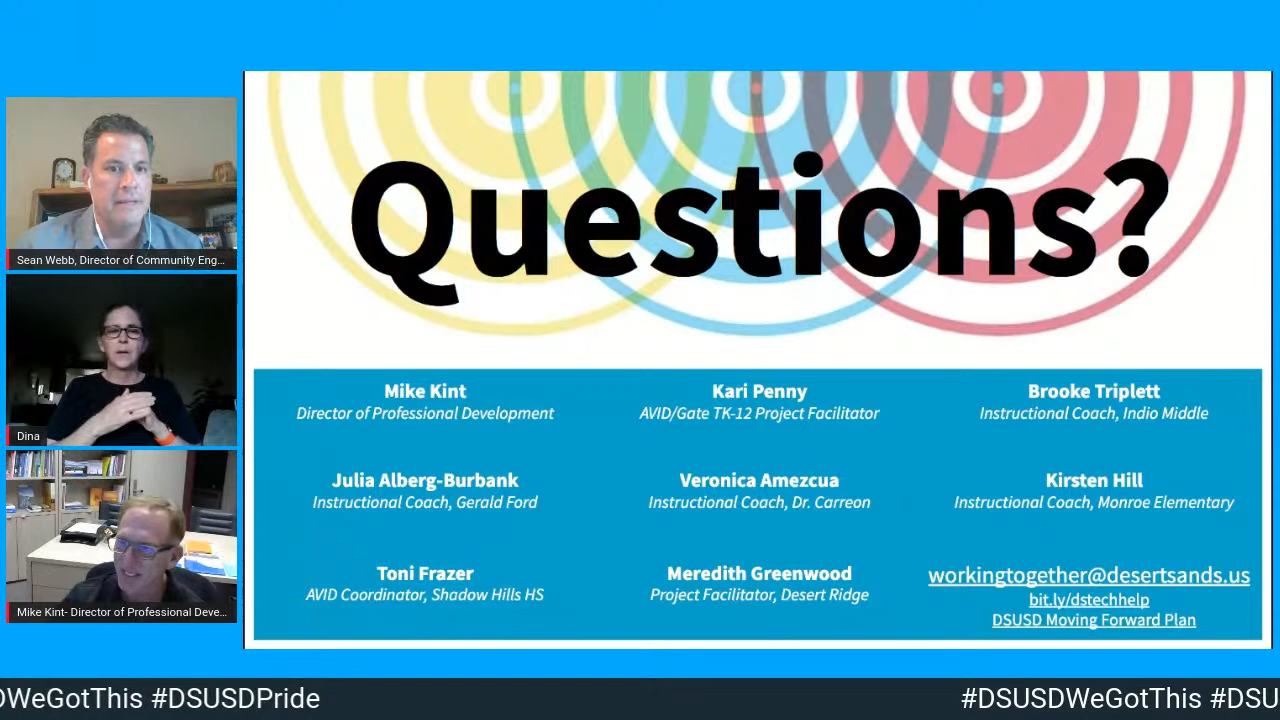 Sean Webb, Director of Community Eng...
Dina
Mike Kint- Director of Professional Deve...
Questions?
Mike Kint
Director of Professional Development
Kari Penny
AVID/Gate TK-12 Project Facilitator
Brooke Triplett
Instructional Coach, Indio Middle
Julia Alberg-Burbank
Instructional Coach, Gerald Ford
Veronica Amezcua
Instructional Coach, Dr. Carreon
Kirsten Hill
Instructional Coach, Monroe Elementary
Toni Frazer
AVID Coordinator, Shadow Hills HS
Meredith Greenwood
Project Facilitator, Desert Ridge
workingtogether@desertsands.us
bit.ly/dstechhelp
DSUSD Moving Forward Plan
DWeGotThis #DSUSDPride #DSUSDWeGotThis #DSU